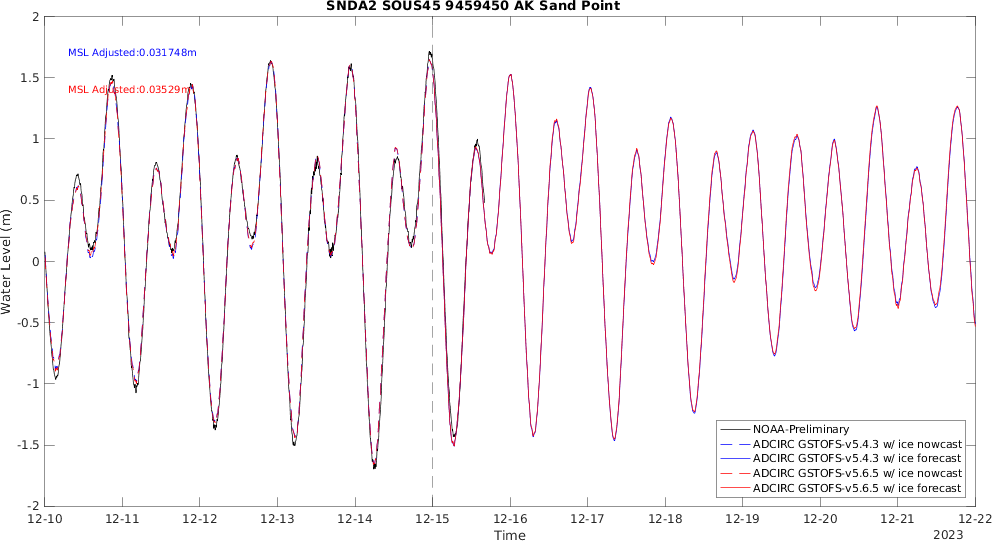 SNDA2 SOUS45 9459450 AK Sand Point
2
1.5
1
0.5
0
-0.5
-1
-1.5
-2
Water Level (m)
MSL Adjusted:0.031748m
MSL Adjusted:0.03529m
NOAA-Preliminary
ADCIRC GSTOFS-v5.4.3 w/ ice nowcast
ADCIRC GSTOFS-v5.4.3 w/ ice forecast
ADCIRC GSTOFS-v5.6.5 w/ ice nowcast
ADCIRC GSTOFS-v5.6.5 w/ ice forecast
12-10 12-11 12-12 12-13 12-14 12-15 12-16 12-17 12-18 12-19 12-20 12-21 12-22
Time
2023